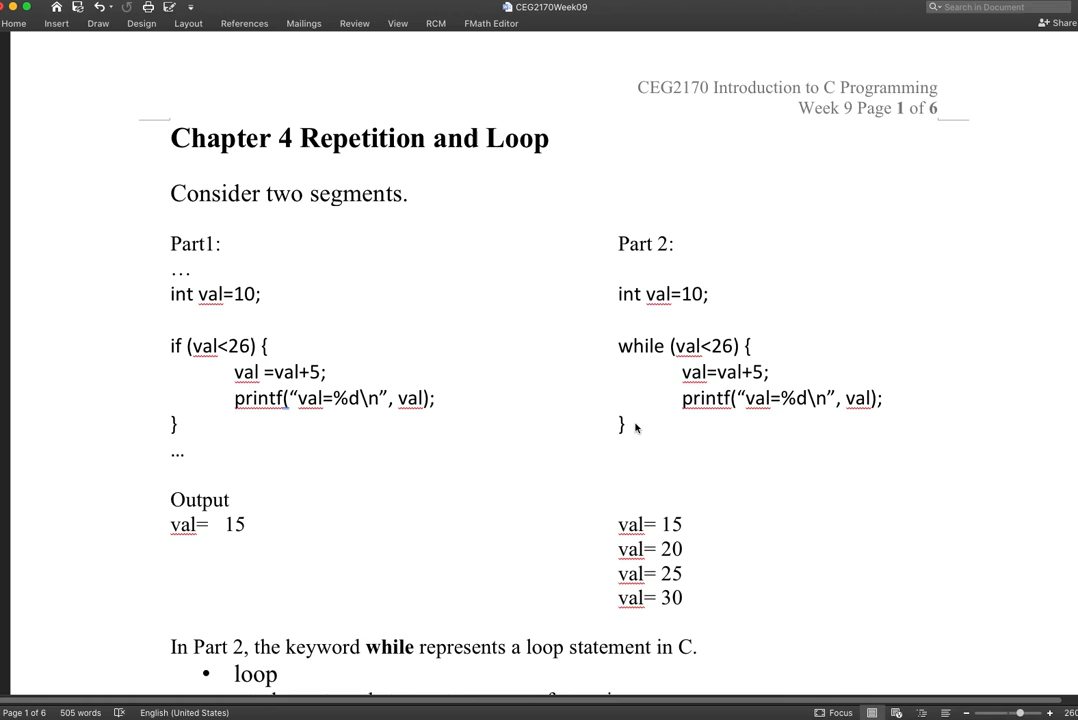 CEG2170Week09
Search in Document
Home Insert Draw Design Layout References Mailings Review View RCM FMath Editor Share
CEG2170 Introduction to C Programming
Week 9 Page 1 of 6
Chapter 4 Repetition and Loop
Consider two segments.
Part1:
…
int val=10;
if (val<26) {
val =val+5;
printf(“val=%d\n”, val);
}
...
Output
val=   15
Part 2:
int val=10;
while (val<26) {
val=val+5;
printf(“val=%d\n”, val);
}
val= 15
val= 20
val= 25
val= 30
In Part 2, the keyword while represents a loop statement in C.
• loop
Page 1 of 6 505 words English (United States) Focus